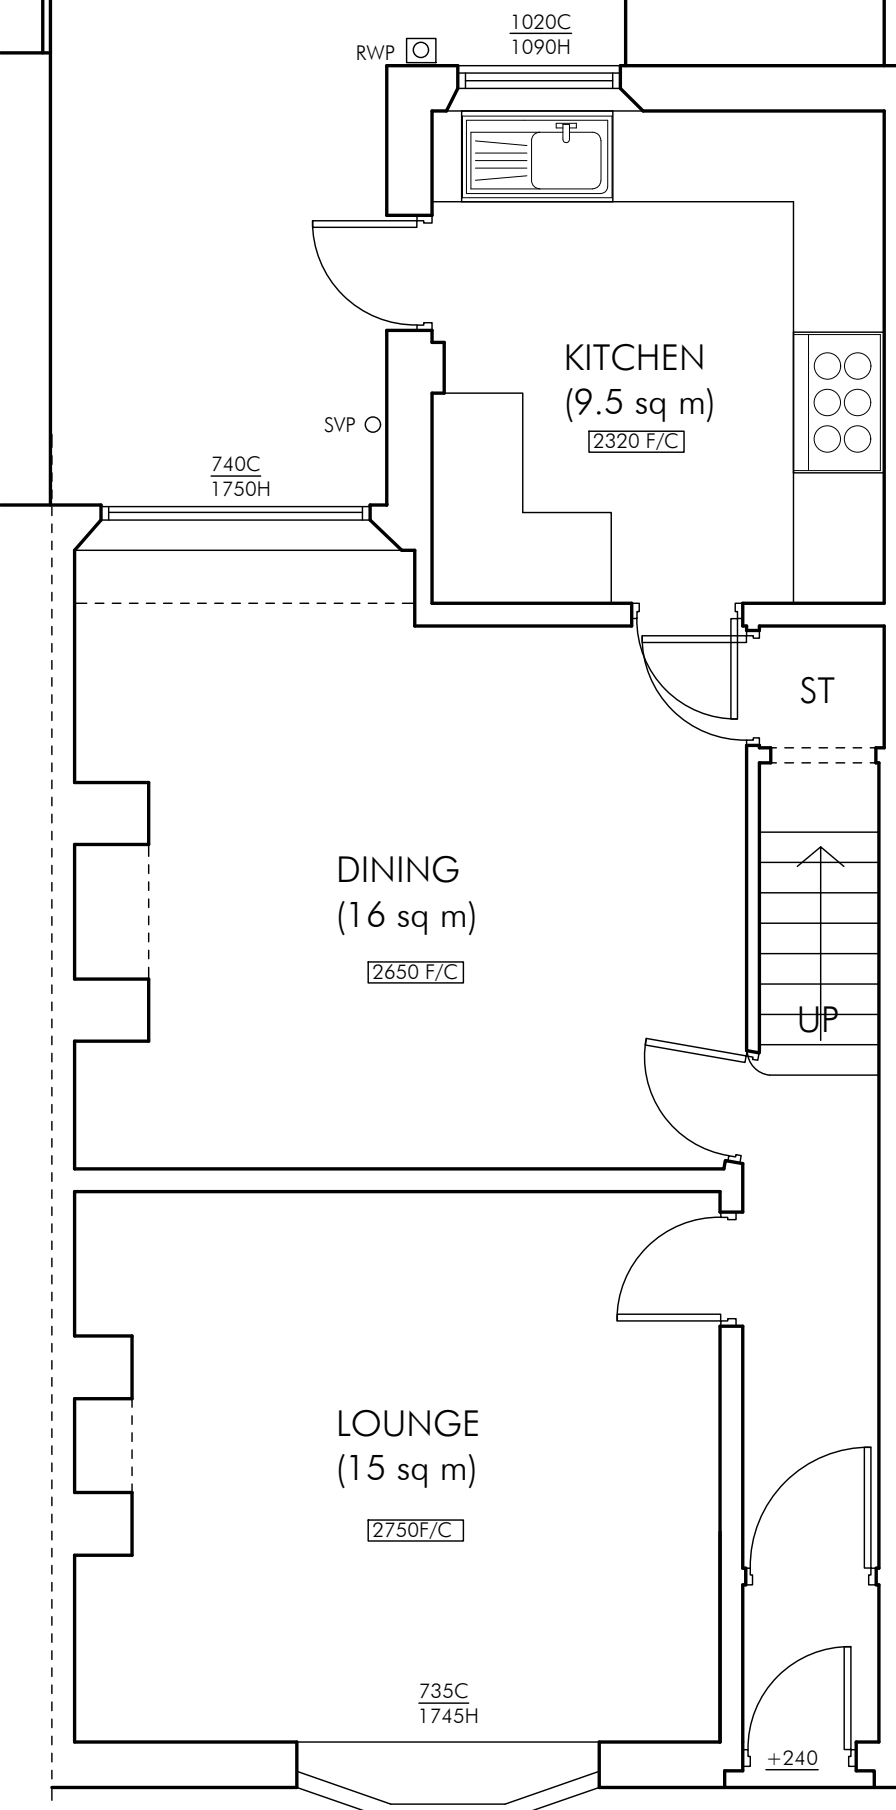 1020C
1090H
RWP
KITCHEN
(9.5 sq m)
2320 F/C
SVP
740C
1750H
ST
DINING
(16 sq m)
2650 F/C
UP
LOUNGE
(15 sq m)
2750F/C
735C
1745H
+240